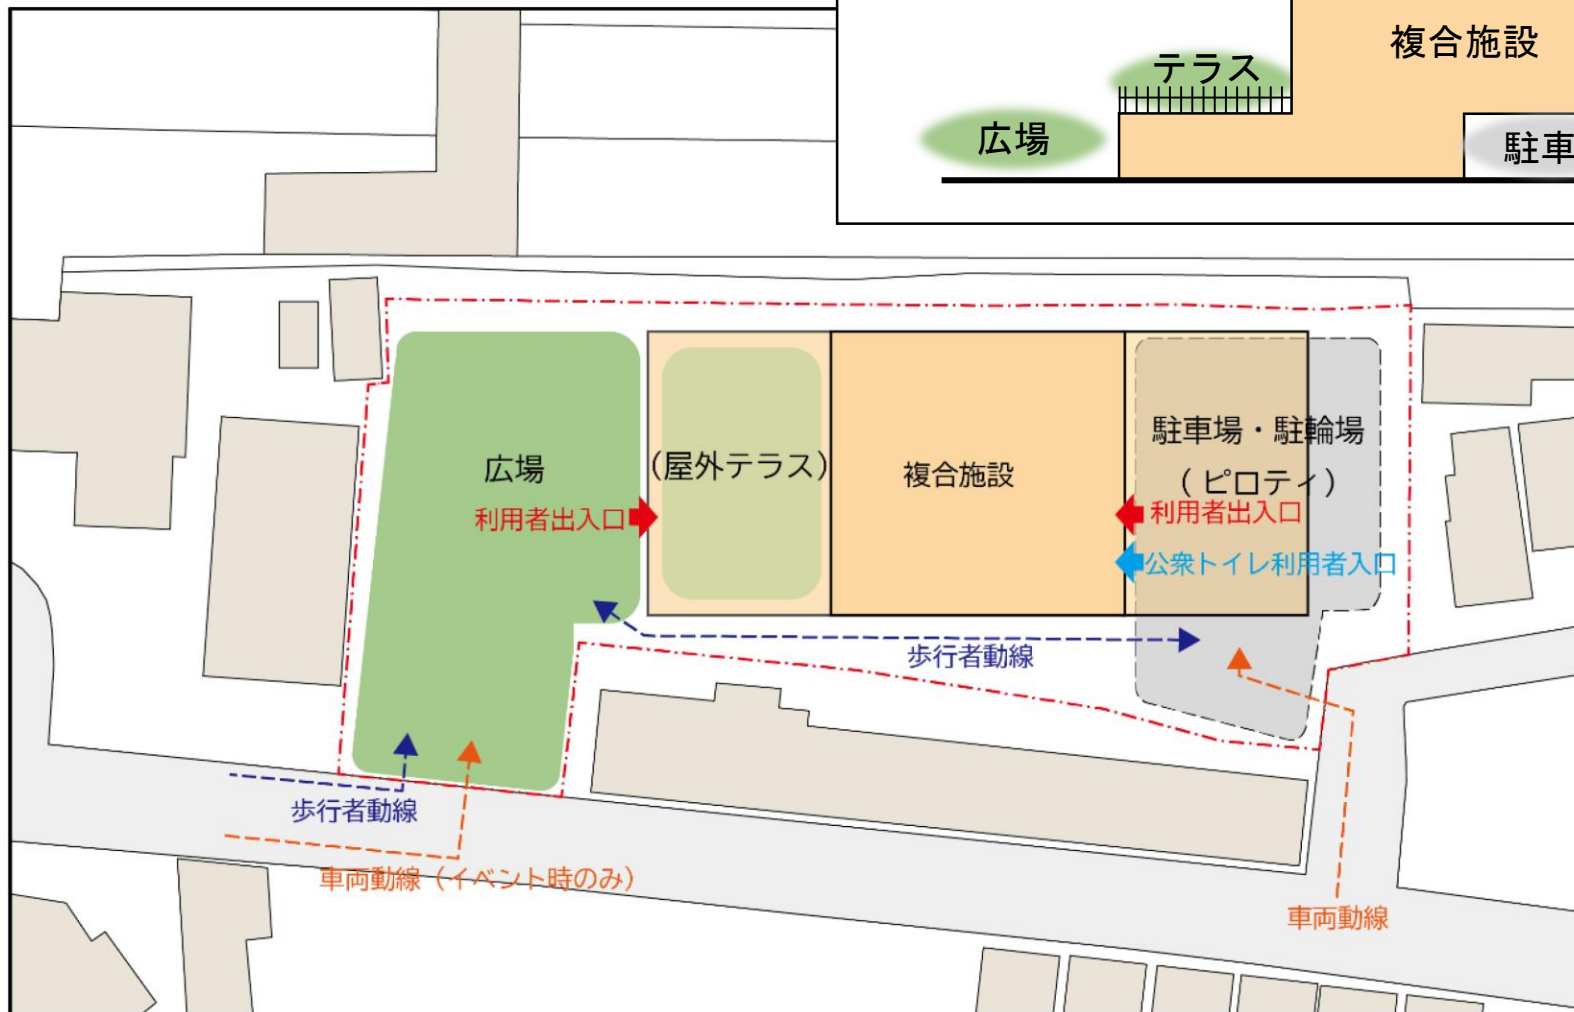 複合施設
テラス
広場
駐車
広場
(屋外テラス)
複合施設
駐車場・駐輪場
(ピロティ)
利用者出入口
利用者出入口
公衆トイレ利用者入口
歩行者動線
歩行者動線
車両動線(イベント時のみ)
車両動線